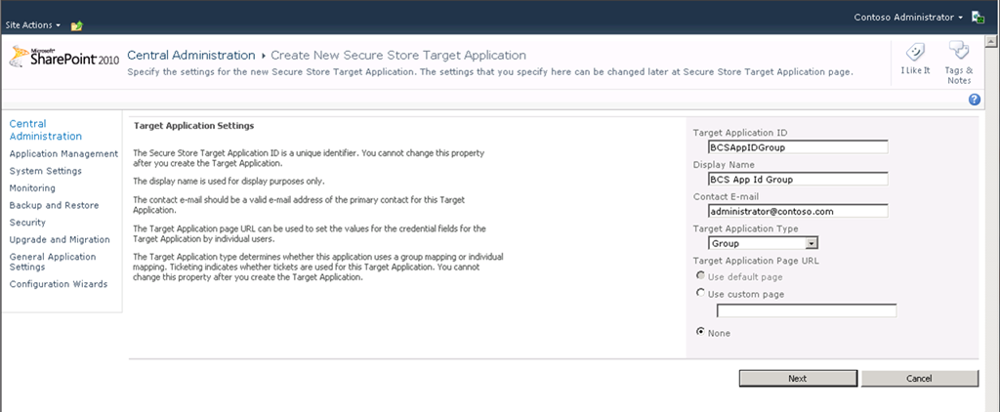 Site Actions
Contoso Administrator
Microsoft
SharePoint 2010
Central Administration ▸ Create New Secure Store Target Application
Specify the settings for the new Secure Store Target Application. The settings that you specify here can be changed later at Secure Store Target Application page.
I Like It
Tags &
Notes
Central
Administration
Application Management
System Settings
Monitoring
Backup and Restore
Security
Upgrade and Migration
General Application
Settings
Configuration Wizards
Target Application Settings
The Secure Store Target Application ID is a unique identifier. You cannot change this property
after you create the Target Application.
The display name is used for display purposes only.
The contact e-mail should be a valid e-mail address of the primary contact for this Target
Application.
The Target Application page URL can be used to set the values for the credential fields for the
Target Application by individual users.
The Target Application type determines whether this application uses a group mapping or individual
mapping. Ticketing indicates whether tickets are used for this Target Application. You cannot
change this property after you create the Target Application.
Target Application ID
BCSAppIDGroup
Display Name
BCS App Id Group
Contact E-mail
administrator@contoso.com
Target Application Type
Group
Target Application Page URL
Use default page
Use custom page
None
Next
Cancel